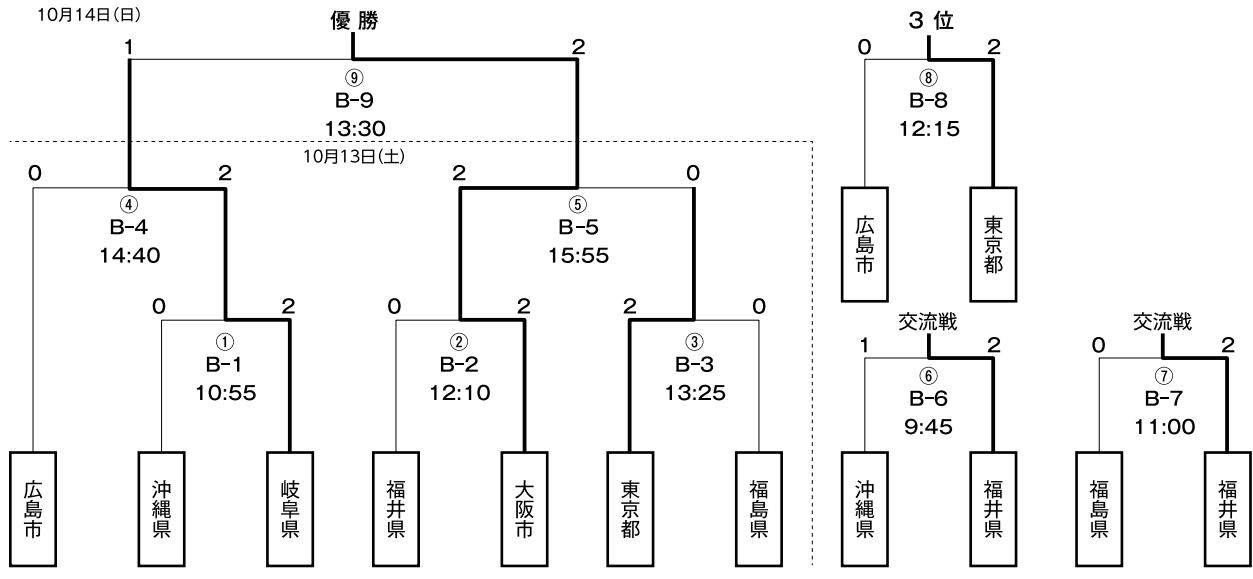 10月14日(日)
優勝
1
2
⑨
B-9
13:30
10月13日(土)
0
2
④
B-4
14:40
2
0
⑤
B-5
15:55
0
2
①
B-1
10:55
0
2
②
B-2
12:10
2
0
③
B-3
13:25
広島市
沖縄県
岐阜県
福井県
大阪市
東京都
福島県
3位
0
2
⑧
B-8
12:15
広島市
東京都
交流戦
1
2
⑥
B-6
9:45
沖縄県
福井県
交流戦
0
2
⑦
B-7
11:00
福島県
福井県